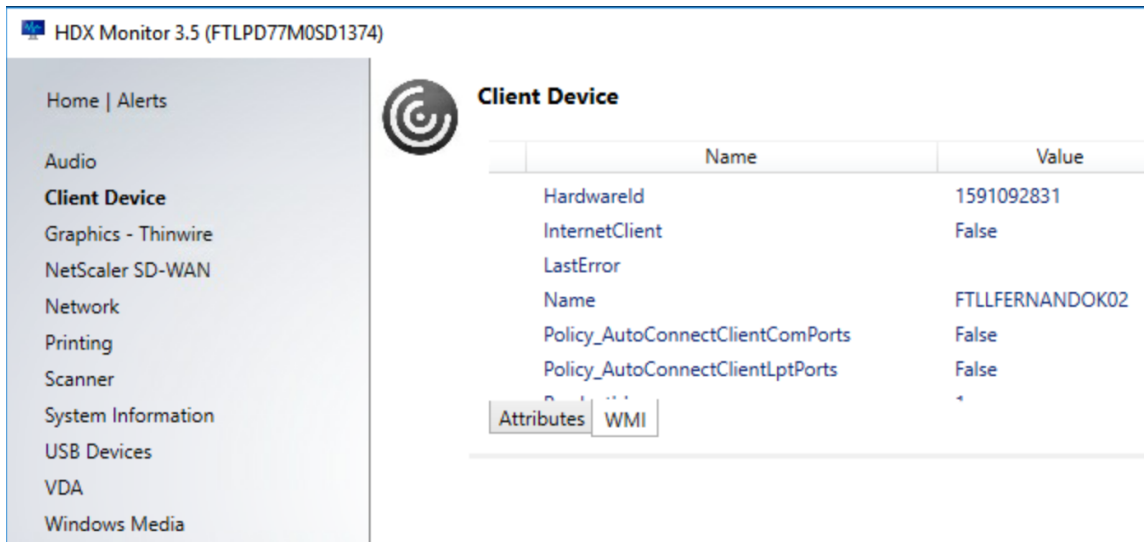 HDX Monitor 3.5 (FTLPD77M0SD1374)
Home | Alerts
Audio
Client Device
Graphics - Thinwire
NetScaler SD-WAN
Network
Printing
Scanner
System Information
USB Devices
VDA
Windows Media
Client Device
Name Value
HardwareId 1591092831
InternetClient False
LastError
Name FTLLFERNANDOK02
Policy_AutoConnectClientComPorts False
Policy_AutoConnectClientLptPorts False
Attributes WMI